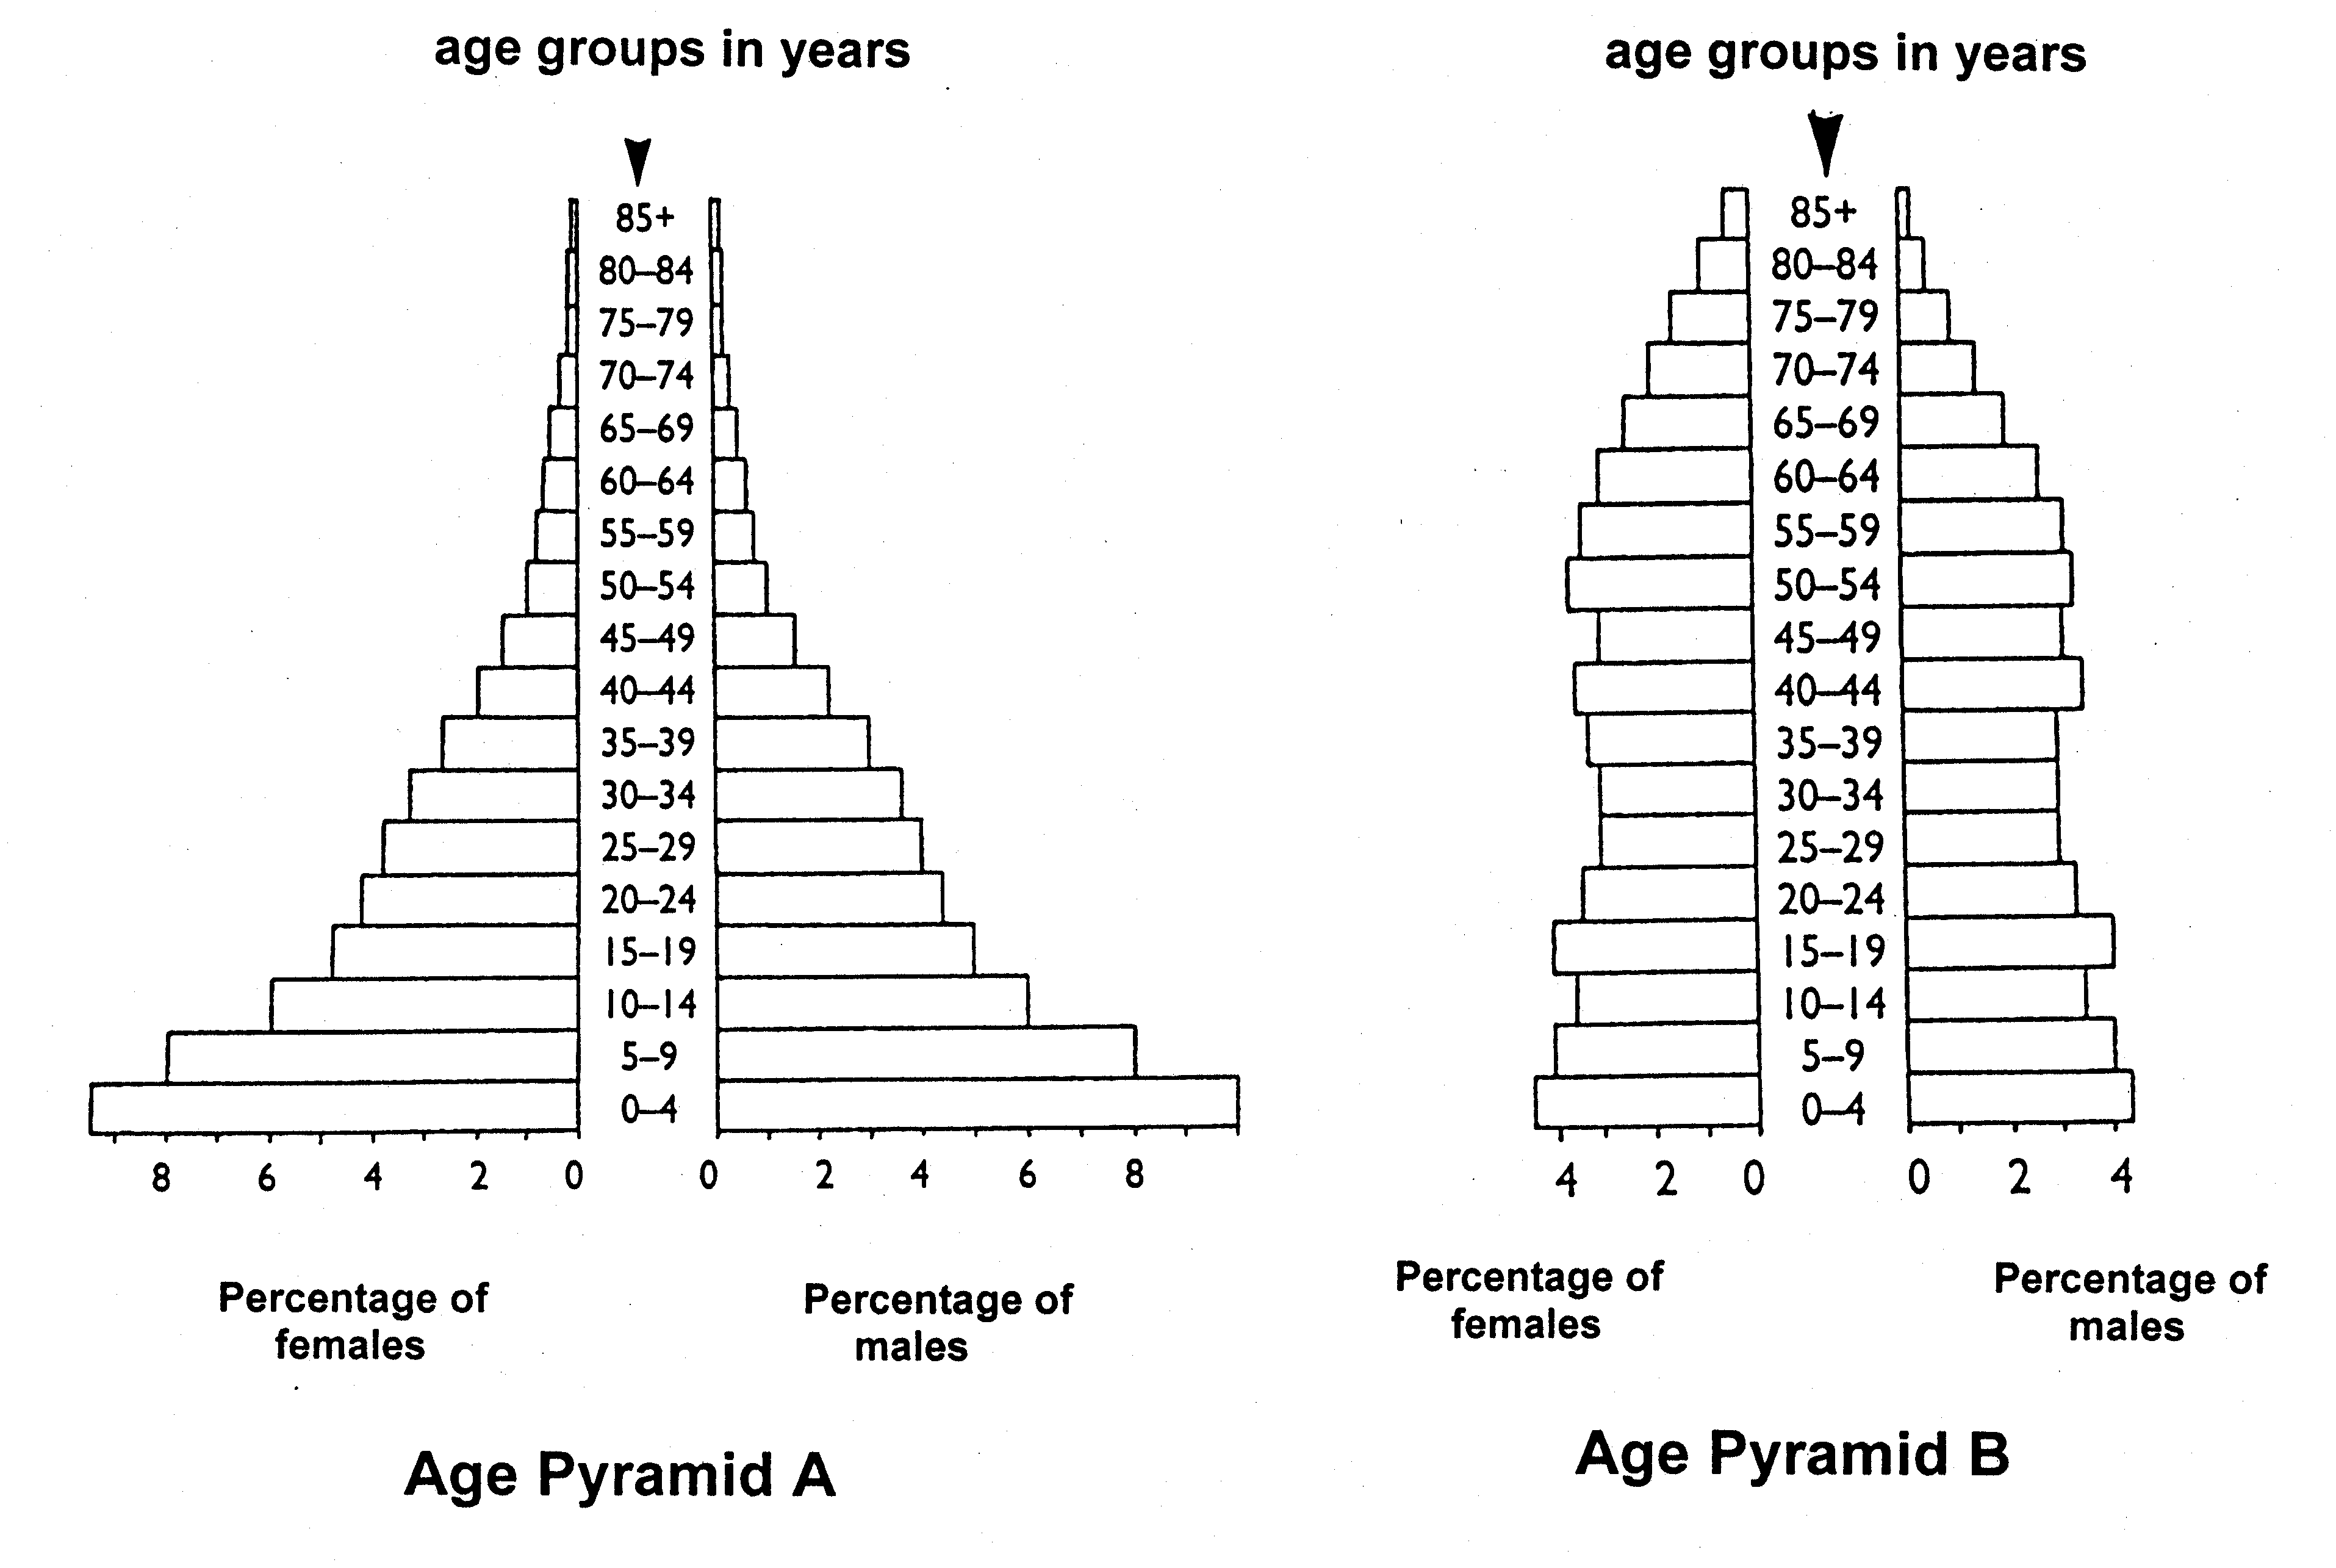 age groups in years
85+
80–84
75–79
70–74
65–69
60–64
55–59
50–54
45–49
40–44
35–39
30–34
25–29
20–24
15–19
10–14
5–9
0–4
8 6 4 2 0 0 2 4 6 8
Percentage of
females
Percentage of
males
Age Pyramid A
age groups in years
85+
80–84
75–79
70–74
65–69
60–64
55–59
50–54
45–49
40–44
35–39
30–34
25–29
20–24
15–19
10–14
5–9
0–4
4 2 0 0 2 4
Percentage of
females
Percentage of
males
Age Pyramid B